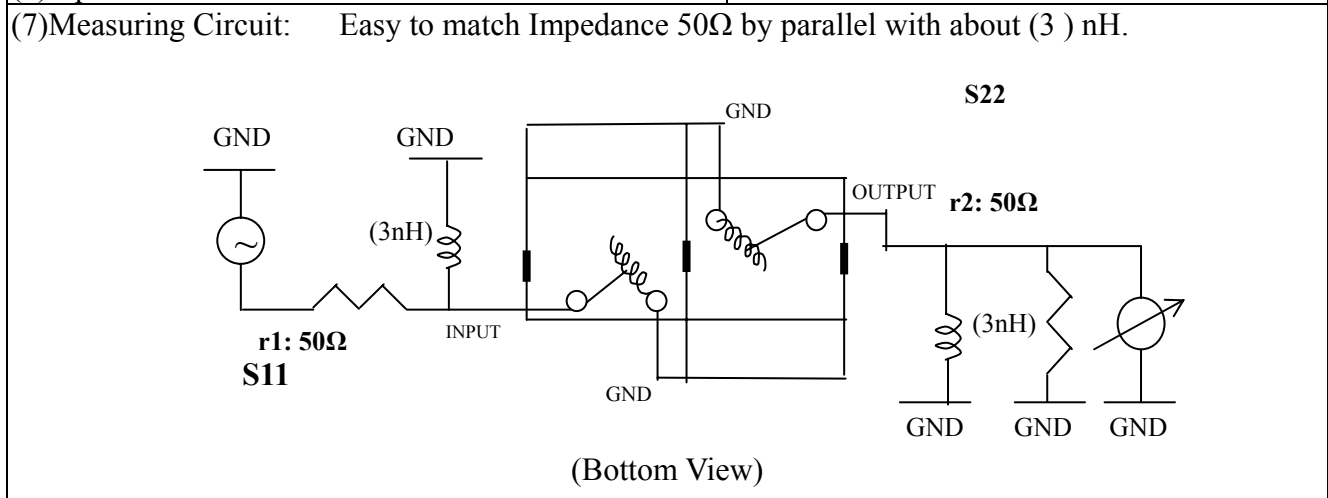 (7)Measuring Circuit: Easy to match Impedance 50Ω by parallel with about (3 ) nH.
S22
GND
GND
GND
OUTPUT
r2: 50Ω
(3nH)
(3nH)
INPUT
r1: 50Ω
S11
GND
GND
GND
GND
(Bottom View)